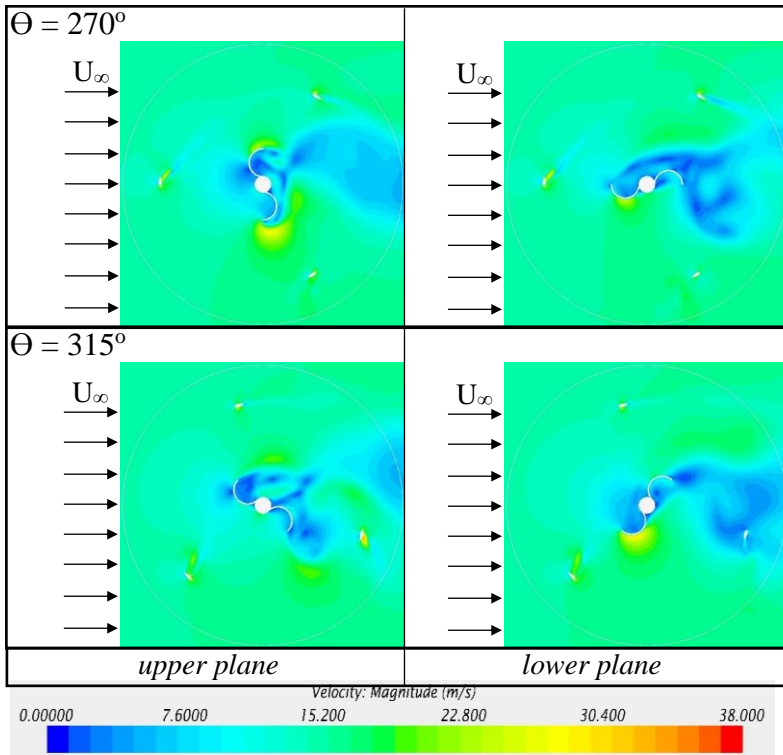 Ɵ = 270º
U∞
U∞
Ɵ = 315º
U∞
U∞
upper plane
lower plane
Velocity: Magnitude (m/s)
0.00000 7.6000 15.200 22.800 30.400 38.000